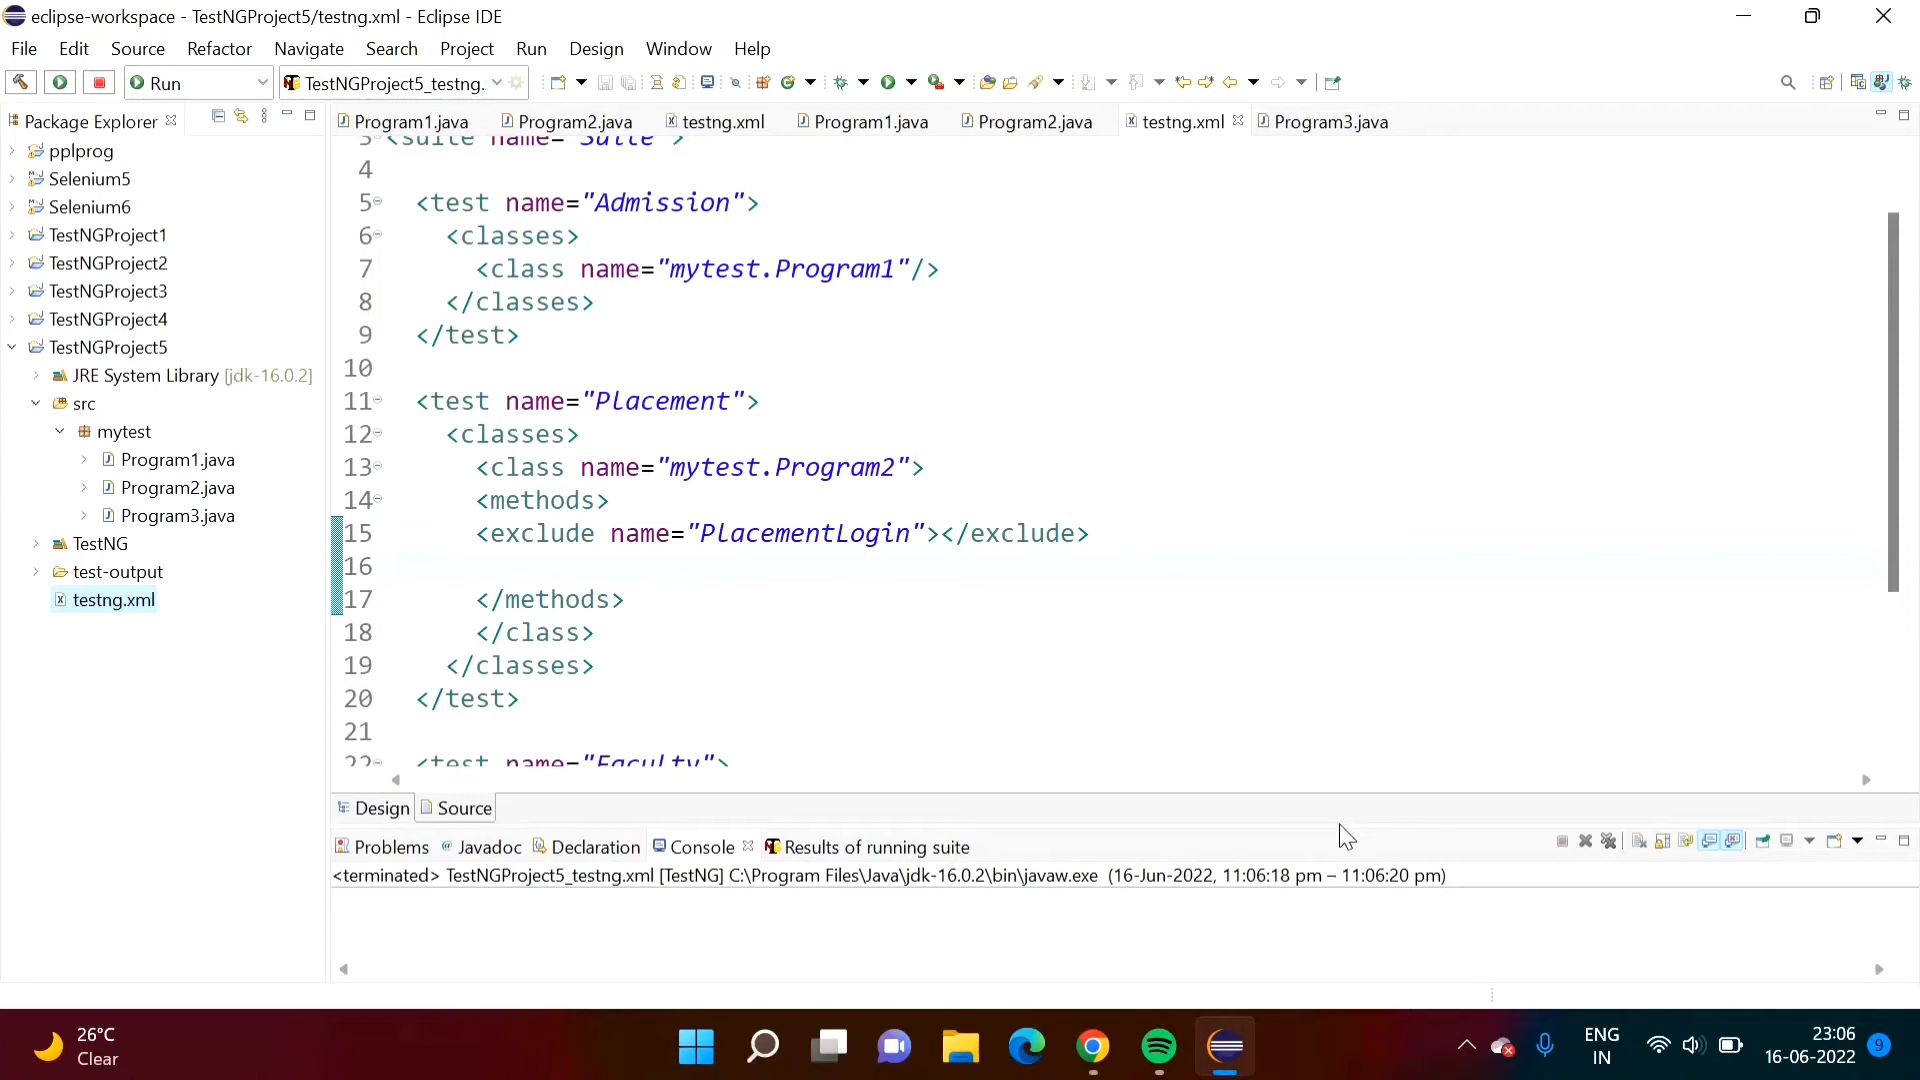 eclipse-workspace - TestNGProject5/testng.xml - Eclipse IDE
File Edit Source Refactor Navigate Search Project Run Design Window Help
Run TestNGProject5_testng.
Package Explorer
Program1.java Program2.java testng.xml Program1.java Program2.java testng.xml Program3.java
pplprog
Selenium5
Selenium6
TestNGProject1
TestNGProject2
TestNGProject3
TestNGProject4
TestNGProject5
JRE System Library [jdk-16.0.2]
src
mytest
Program1.java
Program2.java
Program3.java
TestNG
test-output
testng.xml
3 <suite name="Suite">
4
5 <test name="Admission">
6 <classes>
7 <class name="mytest.Program1"/>
8 </classes>
9 </test>
10
11 <test name="Placement">
12 <classes>
13 <class name="mytest.Program2">
14 <methods>
15 <exclude name="PlacementLogin"></exclude>
16
17 </methods>
18 </class>
19 </classes>
20 </test>
21
22 <test name="Faculty">
Design Source
Problems Javadoc Declaration Console Results of running suite
<terminated> TestNGProject5_testng.xml [TestNG] C:\Program Files\Java\jdk-16.0.2\bin\javaw.exe (16-Jun-2022, 11:06:18 pm – 11:06:20 pm)
26°C
Clear
ENG
IN
23:06
16-06-2022
9